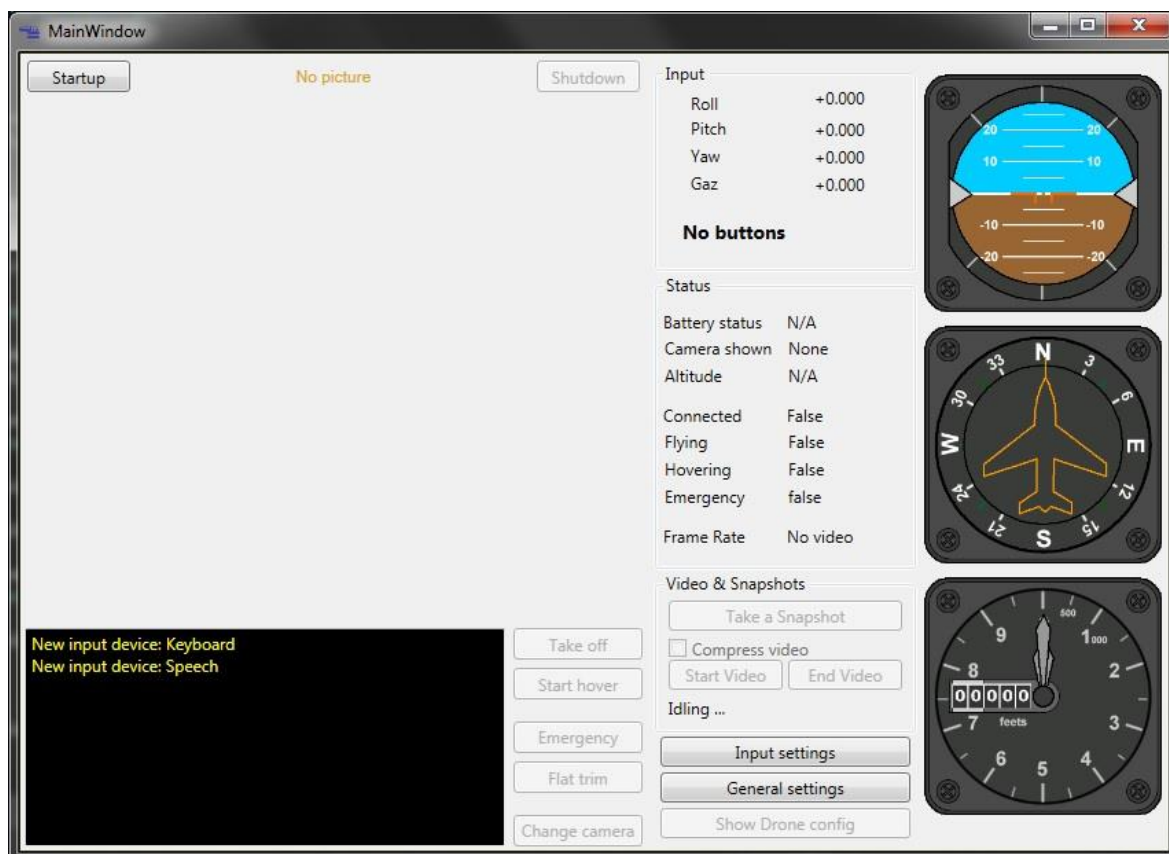 MainWindow
Startup
No picture
Shutdown
Input
Roll +0.000
Pitch +0.000
Yaw +0.000
Gaz +0.000
No buttons
Status
Battery status N/A
Camera shown None
Altitude N/A
Connected False
Flying False
Hovering False
Emergency false
Frame Rate No video
Video & Snapshots
Take a Snapshot
Compress video
Start Video End Video
Idling ...
Input settings
General settings
Show Drone config
New input device: Keyboard
New input device: Speech
Take off
Start hover
Emergency
Flat trim
Change camera
20 20
10 10
-10 -10
-20 -20
N
3
6
E
12
15
S
21
24
W
30
33
500
1000
2
3
4
5
6
7
8
9
00000
feets